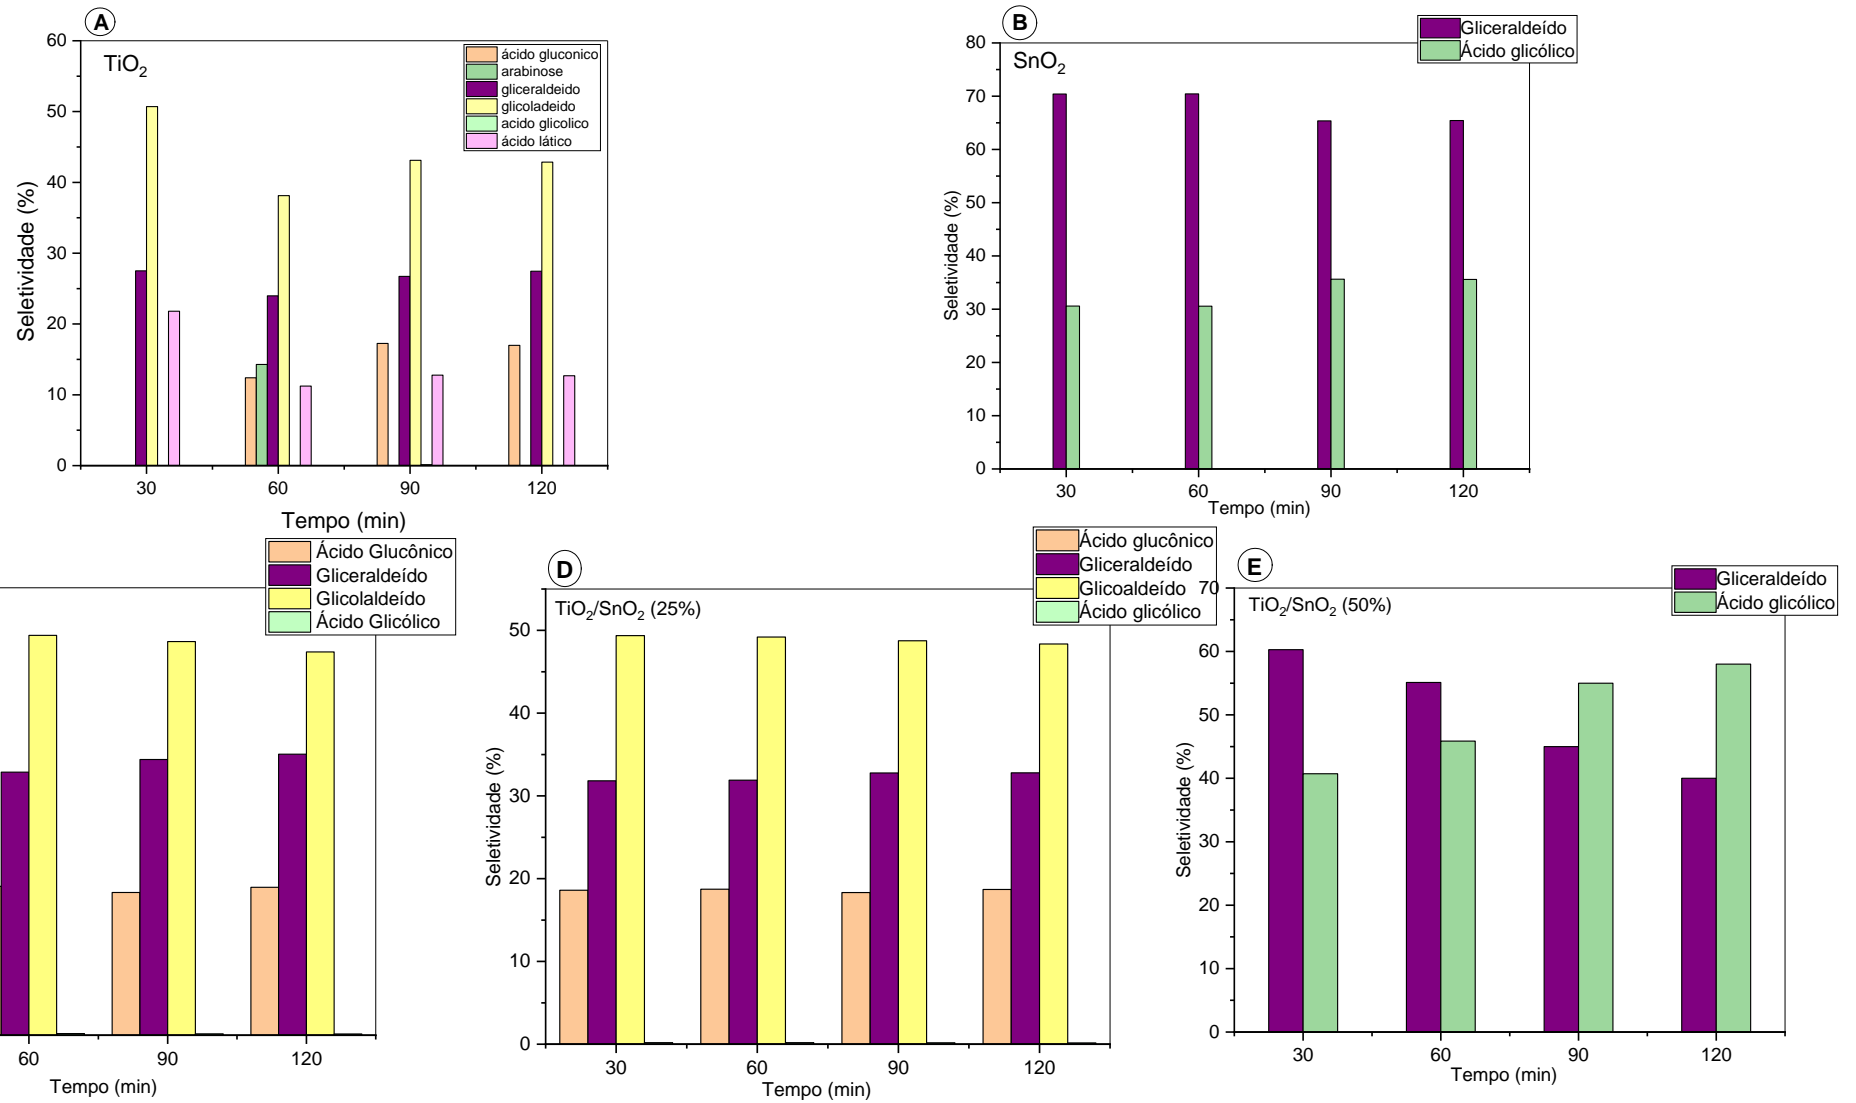 A
TiO2
ácido gluconico
arabinose
gliceraldeido
glicoladeido
acido glicolico
ácido lático
60
50
40
30
20
10
0
Seletividade (%)
30 60 90 120
Tempo (min)
B
SnO2
Gliceraldeído
Ácido glicólico
80
70
60
50
40
30
20
10
0
Seletividade (%)
30 60 90 120
Tempo (min)
Ácido Glucônico
Gliceraldeído
Glicolaldeído
Ácido Glicólico
60 90 120
Tempo (min)
D
TiO2/SnO2 (25%)
Ácido glucônico
Gliceraldeído
Glicoaldeído
Ácido glicólico
50
40
30
20
10
0
Seletividade (%)
30 60 90 120
Tempo (min)
E
TiO2/SnO2 (50%)
Gliceraldeído
Ácido glicólico
70
60
50
40
30
20
10
0
Seletividade (%)
30 60 90 120
Tempo (min)